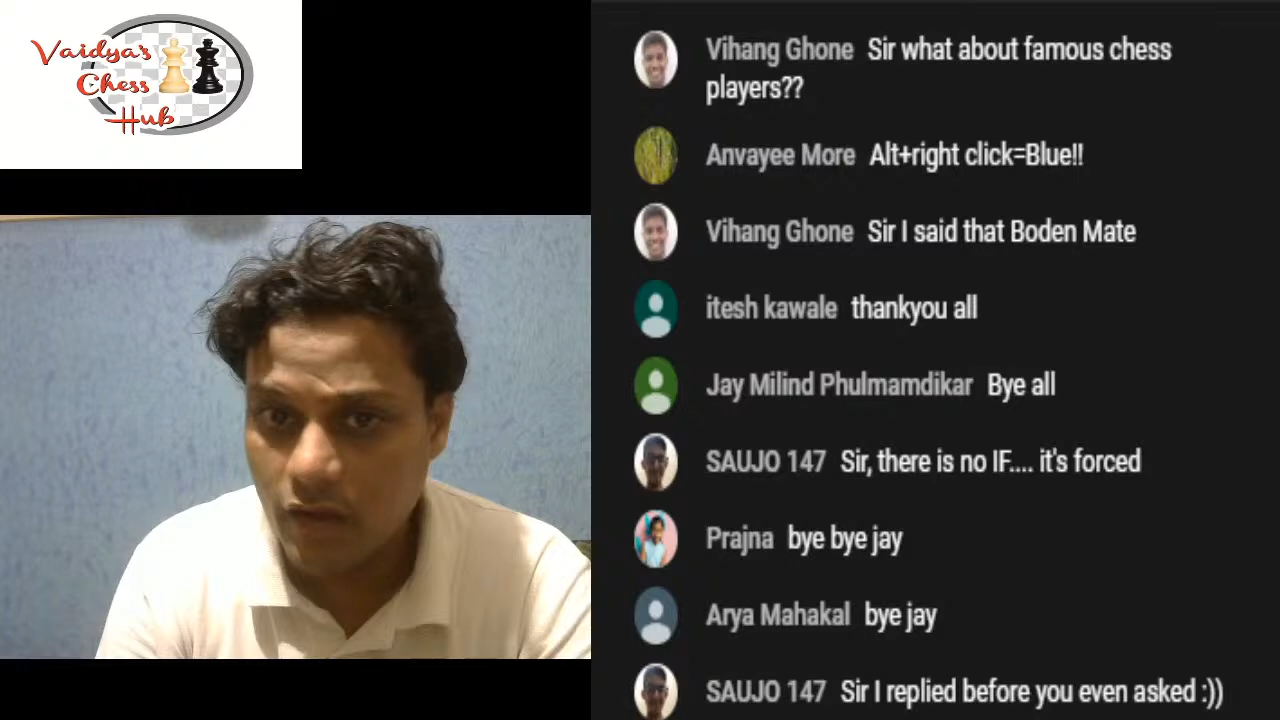 Vaidya's
Chess
Hub
Vihang Ghone Sir what about famous chess
players??
Anvayee More Alt+right click=Blue!!
Vihang Ghone Sir I said that Boden Mate
itesh kawale thankyou all
Jay Milind Phulmamdikar Bye all
SAUJO 147 Sir, there is no IF.... it's forced
Prajna bye bye jay
Arya Mahakal bye jay
SAUJO 147 Sir I replied before you even asked :))